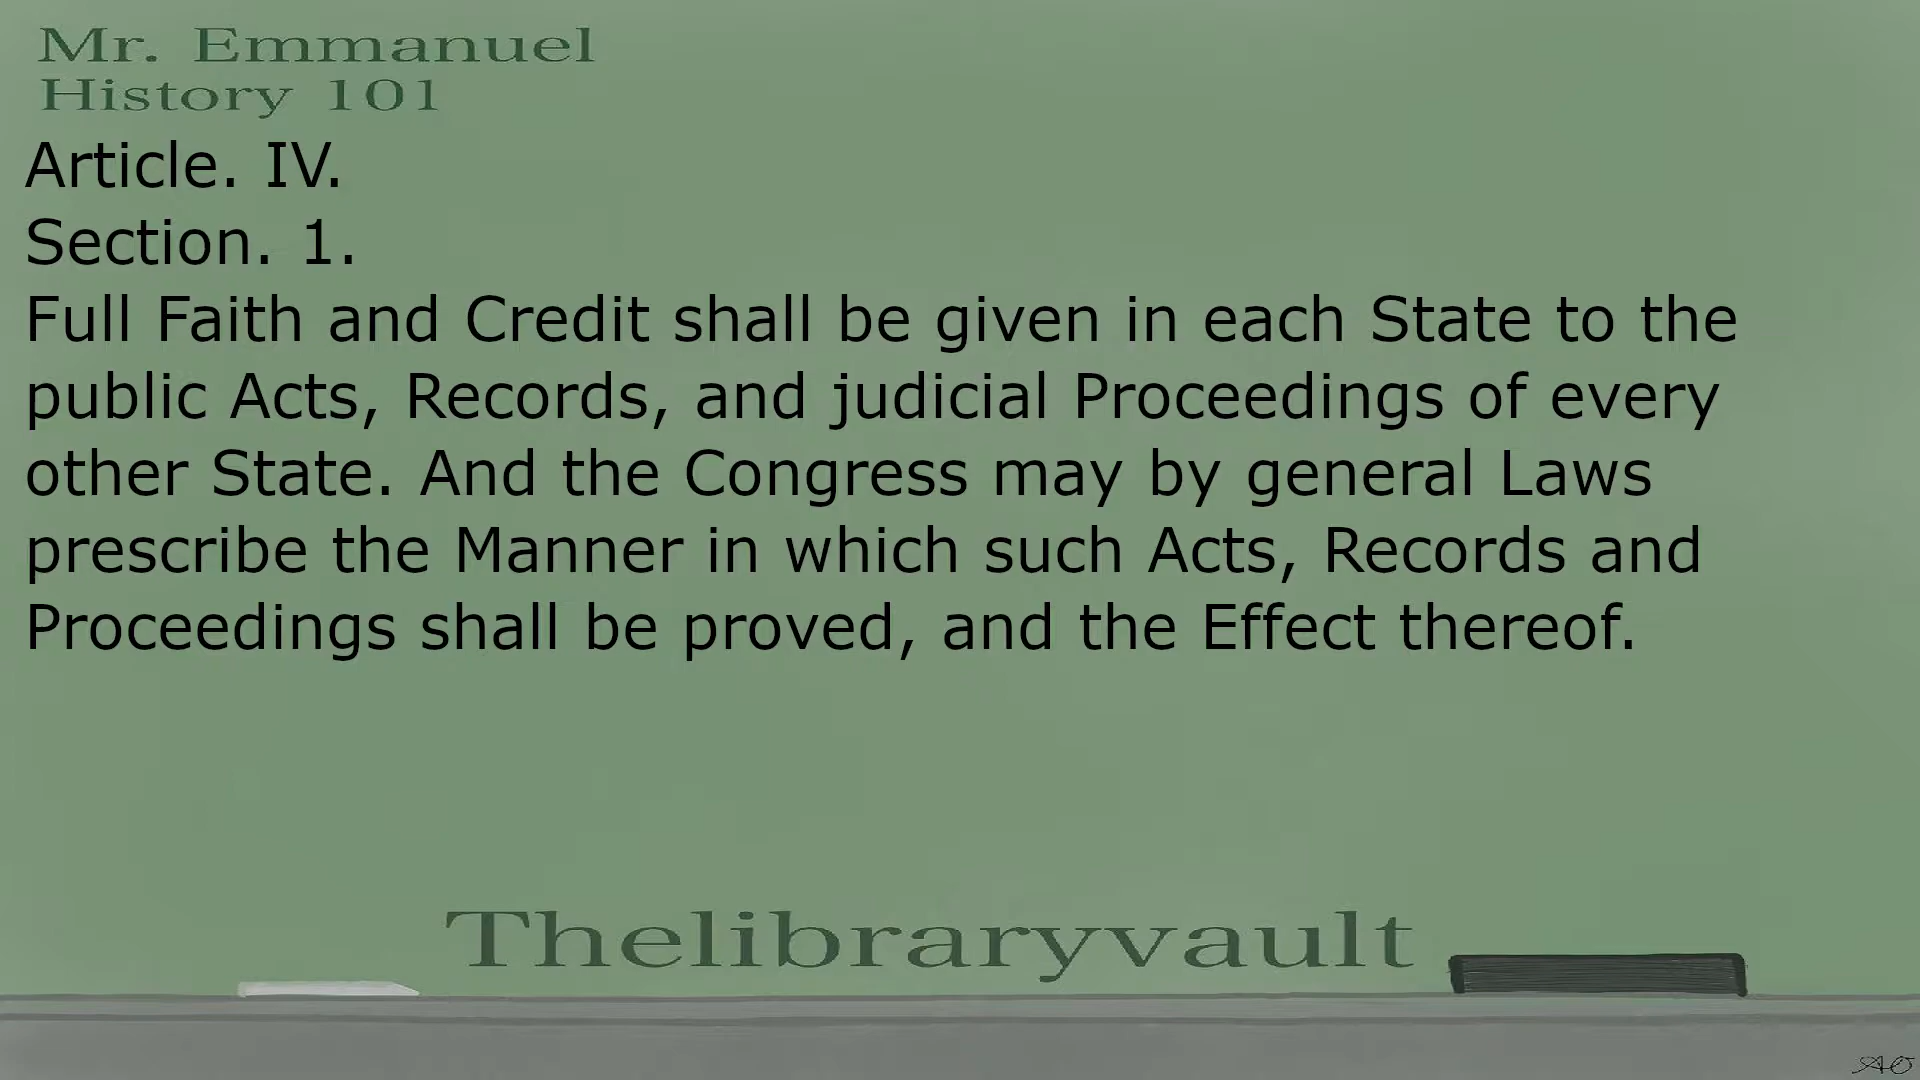 Mr. Emmanuel
History 101
Article. IV.
Section. 1.
Full Faith and Credit shall be given in each State to the
public Acts, Records, and judicial Proceedings of every
other State. And the Congress may by general Laws
prescribe the Manner in which such Acts, Records and
Proceedings shall be proved, and the Effect thereof.
Thelibraryvault